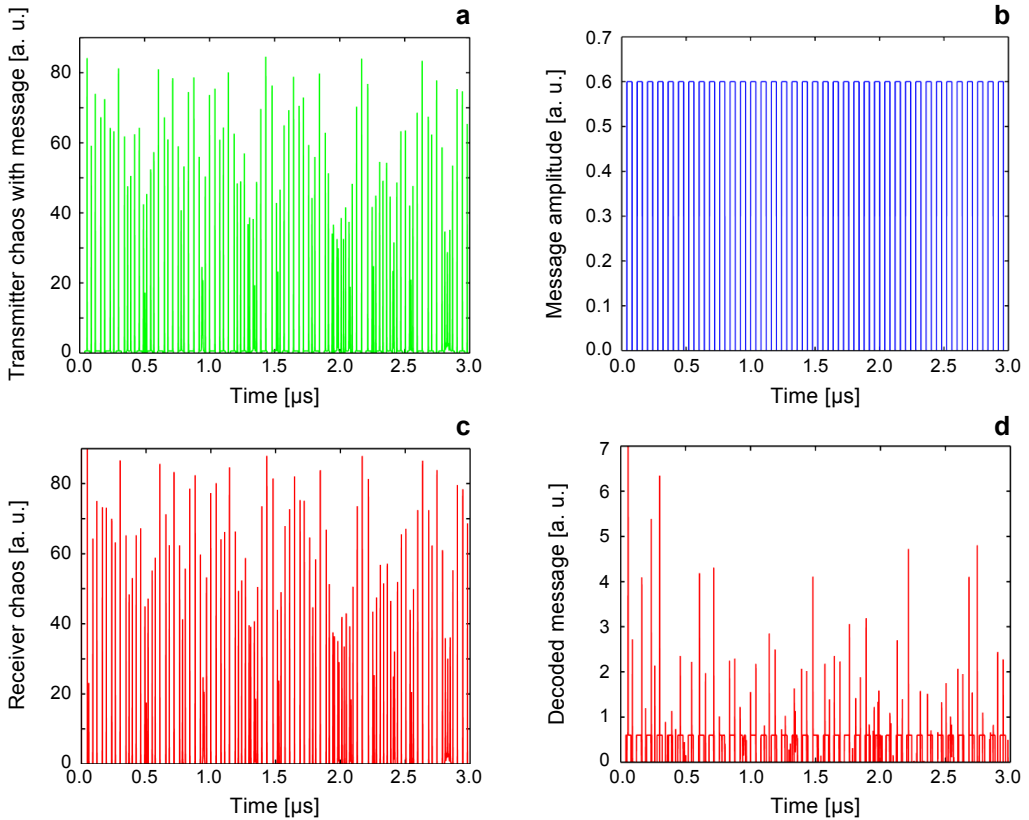 a
Transmitter chaos with message [a. u.]
80
60
40
20
0
0.0 0.5 1.0 1.5 2.0 2.5 3.0
Time [µs]
b
Message amplitude [a. u.]
0.7
0.6
0.5
0.4
0.3
0.2
0.1
0.0
0.0 0.5 1.0 1.5 2.0 2.5 3.0
Time [µs]
c
Receiver chaos [a. u.]
80
60
40
20
0
0.0 0.5 1.0 1.5 2.0 2.5 3.0
Time [µs]
d
Decoded message [a. u.]
7
6
5
4
3
2
1
0
0.0 0.5 1.0 1.5 2.0 2.5 3.0
Time [µs]